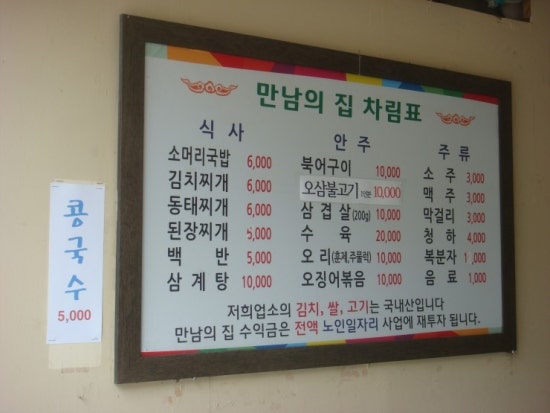 만남의 집 차림표
식 사
소머리국밥 6,000
김치찌개 6,000
동태찌개 6,000
된장찌개 5,000
백 반 5,000
삼 계 탕 10,000
안 주
북어구이 10,000
오삼불고기 10,000
삼 겹 살 (200g) 10,000
수 육 20,000
오 리 (훈제,주물럭) 10,000
오징어볶음 10,000
주 류
소 주 3,000
맥 주 3,000
막걸리 3,000
청 하 4,000
복분자
음 료 1,000
저희업소의 김치, 쌀, 고기는 국내산입니다
만남의 집 수익금은 전액 노인일자리 사업에 재투자 됩니다.
콩국수
5,000